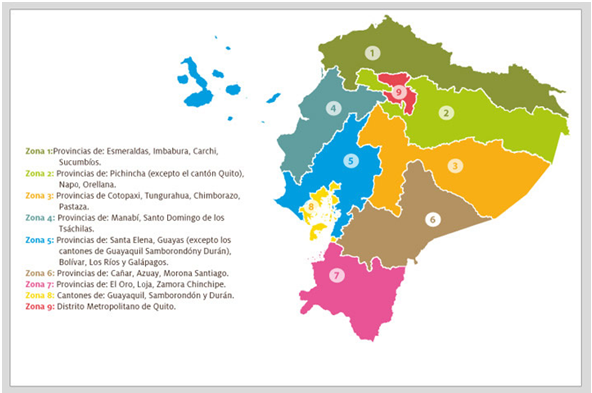 1
9
4
2
5
3
8
6
7
Zona 1:Provincias de: Esmeraldas, Imbabura, Carchi,
Sucumbíos.
Zona 2: Provincias de: Pichincha (excepto el cantón Quito),
Napo, Orellana.
Zona 3: Provincias de Cotopaxi, Tungurahua, Chimborazo,
Pastaza.
Zona 4: Provincias de: Manabí, Santo Domingo de los
Tsáchilas.
Zona 5: Provincias de: Santa Elena, Guayas (excepto los
cantones de Guayaquil Samborondóny Durán),
Bolívar, Los Ríos y Galápagos.
Zona 6: Provincias de: Cañar, Azuay, Morona Santiago.
Zona 7: Provincias de: El Oro, Loja, Zamora Chinchipe.
Zona 8: Cantones de: Guayaquil, Samborondón y Durán.
Zona 9: Distrito Metropolitano de Quito.